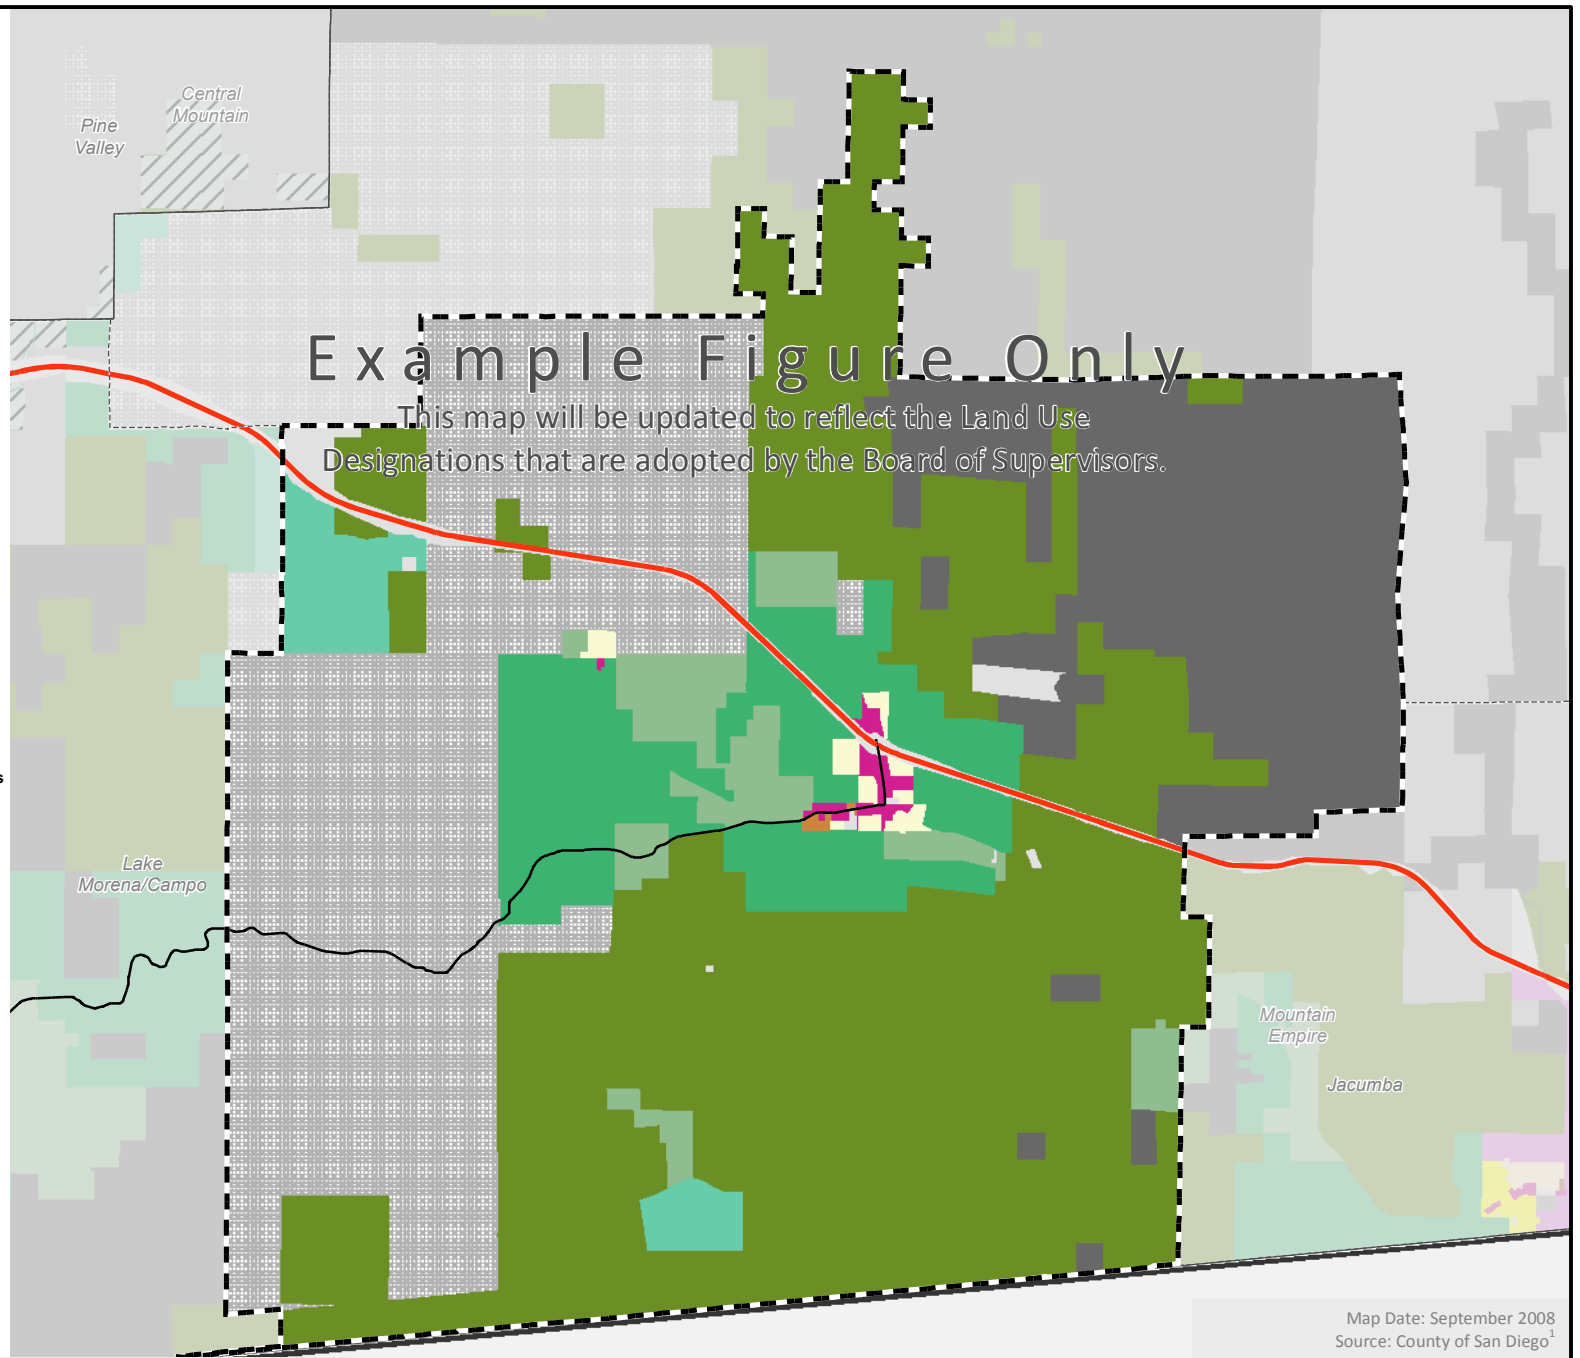 Central
Mountain
Pine
Valley
Example Figure Only
This map will be updated to reflect the Land Use
Designations that are adopted by the Board of Supervisors.
s
Lake
Morena/Campo
Mountain
Empire
Jacumba
Map Date: September 2008
Source: County of San Diego1